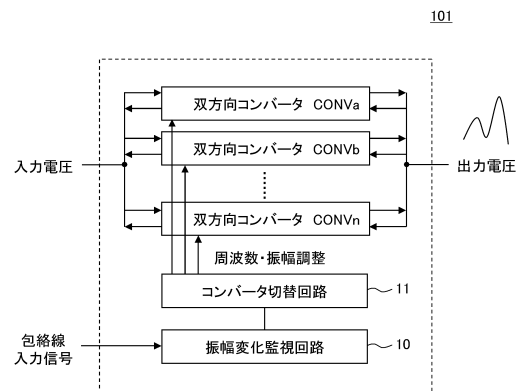 101
双方向コンバータ CONVa
双方向コンバータ CONVb
入力電圧
出力電圧
双方向コンバータ CONVn
周波数・振幅調整
コンバータ切替回路
11
包絡線
入力信号
振幅変化監視回路
10